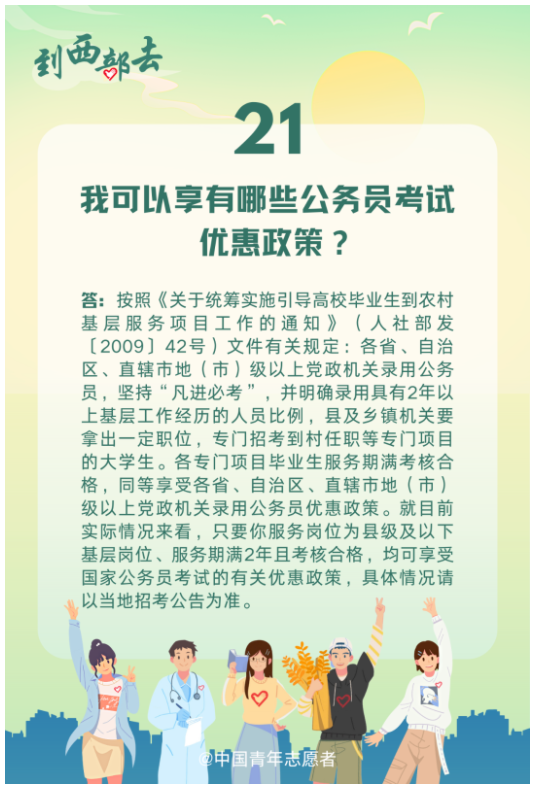 到西部去
21
我可以享有哪些公务员考试
优惠政策？
答：按照《关于统筹实施引导高校毕业生到农村
基层服务项目工作的通知》（人社部发
〔2009〕42号）文件有关规定：各省、自治
区、直辖市地（市）级以上党政机关录用公务
员，坚持“凡进必考”，并明确录用具有2年以
上基层工作经历的人员比例，县及乡镇机关要
拿出一定职位，专门招考到村任职等专门项目
的大学生。各专门项目毕业生服务期满考核合
格，同等享受各省、自治区、直辖市地（市）
级以上党政机关录用公务员优惠政策。就目前
实际情况来看，只要你服务岗位为县级及以下
基层岗位、服务期满2年且考核合格，均可享受
国家公务员考试的有关优惠政策，具体情况请
以当地招考公告为准。
@中国青年志愿者